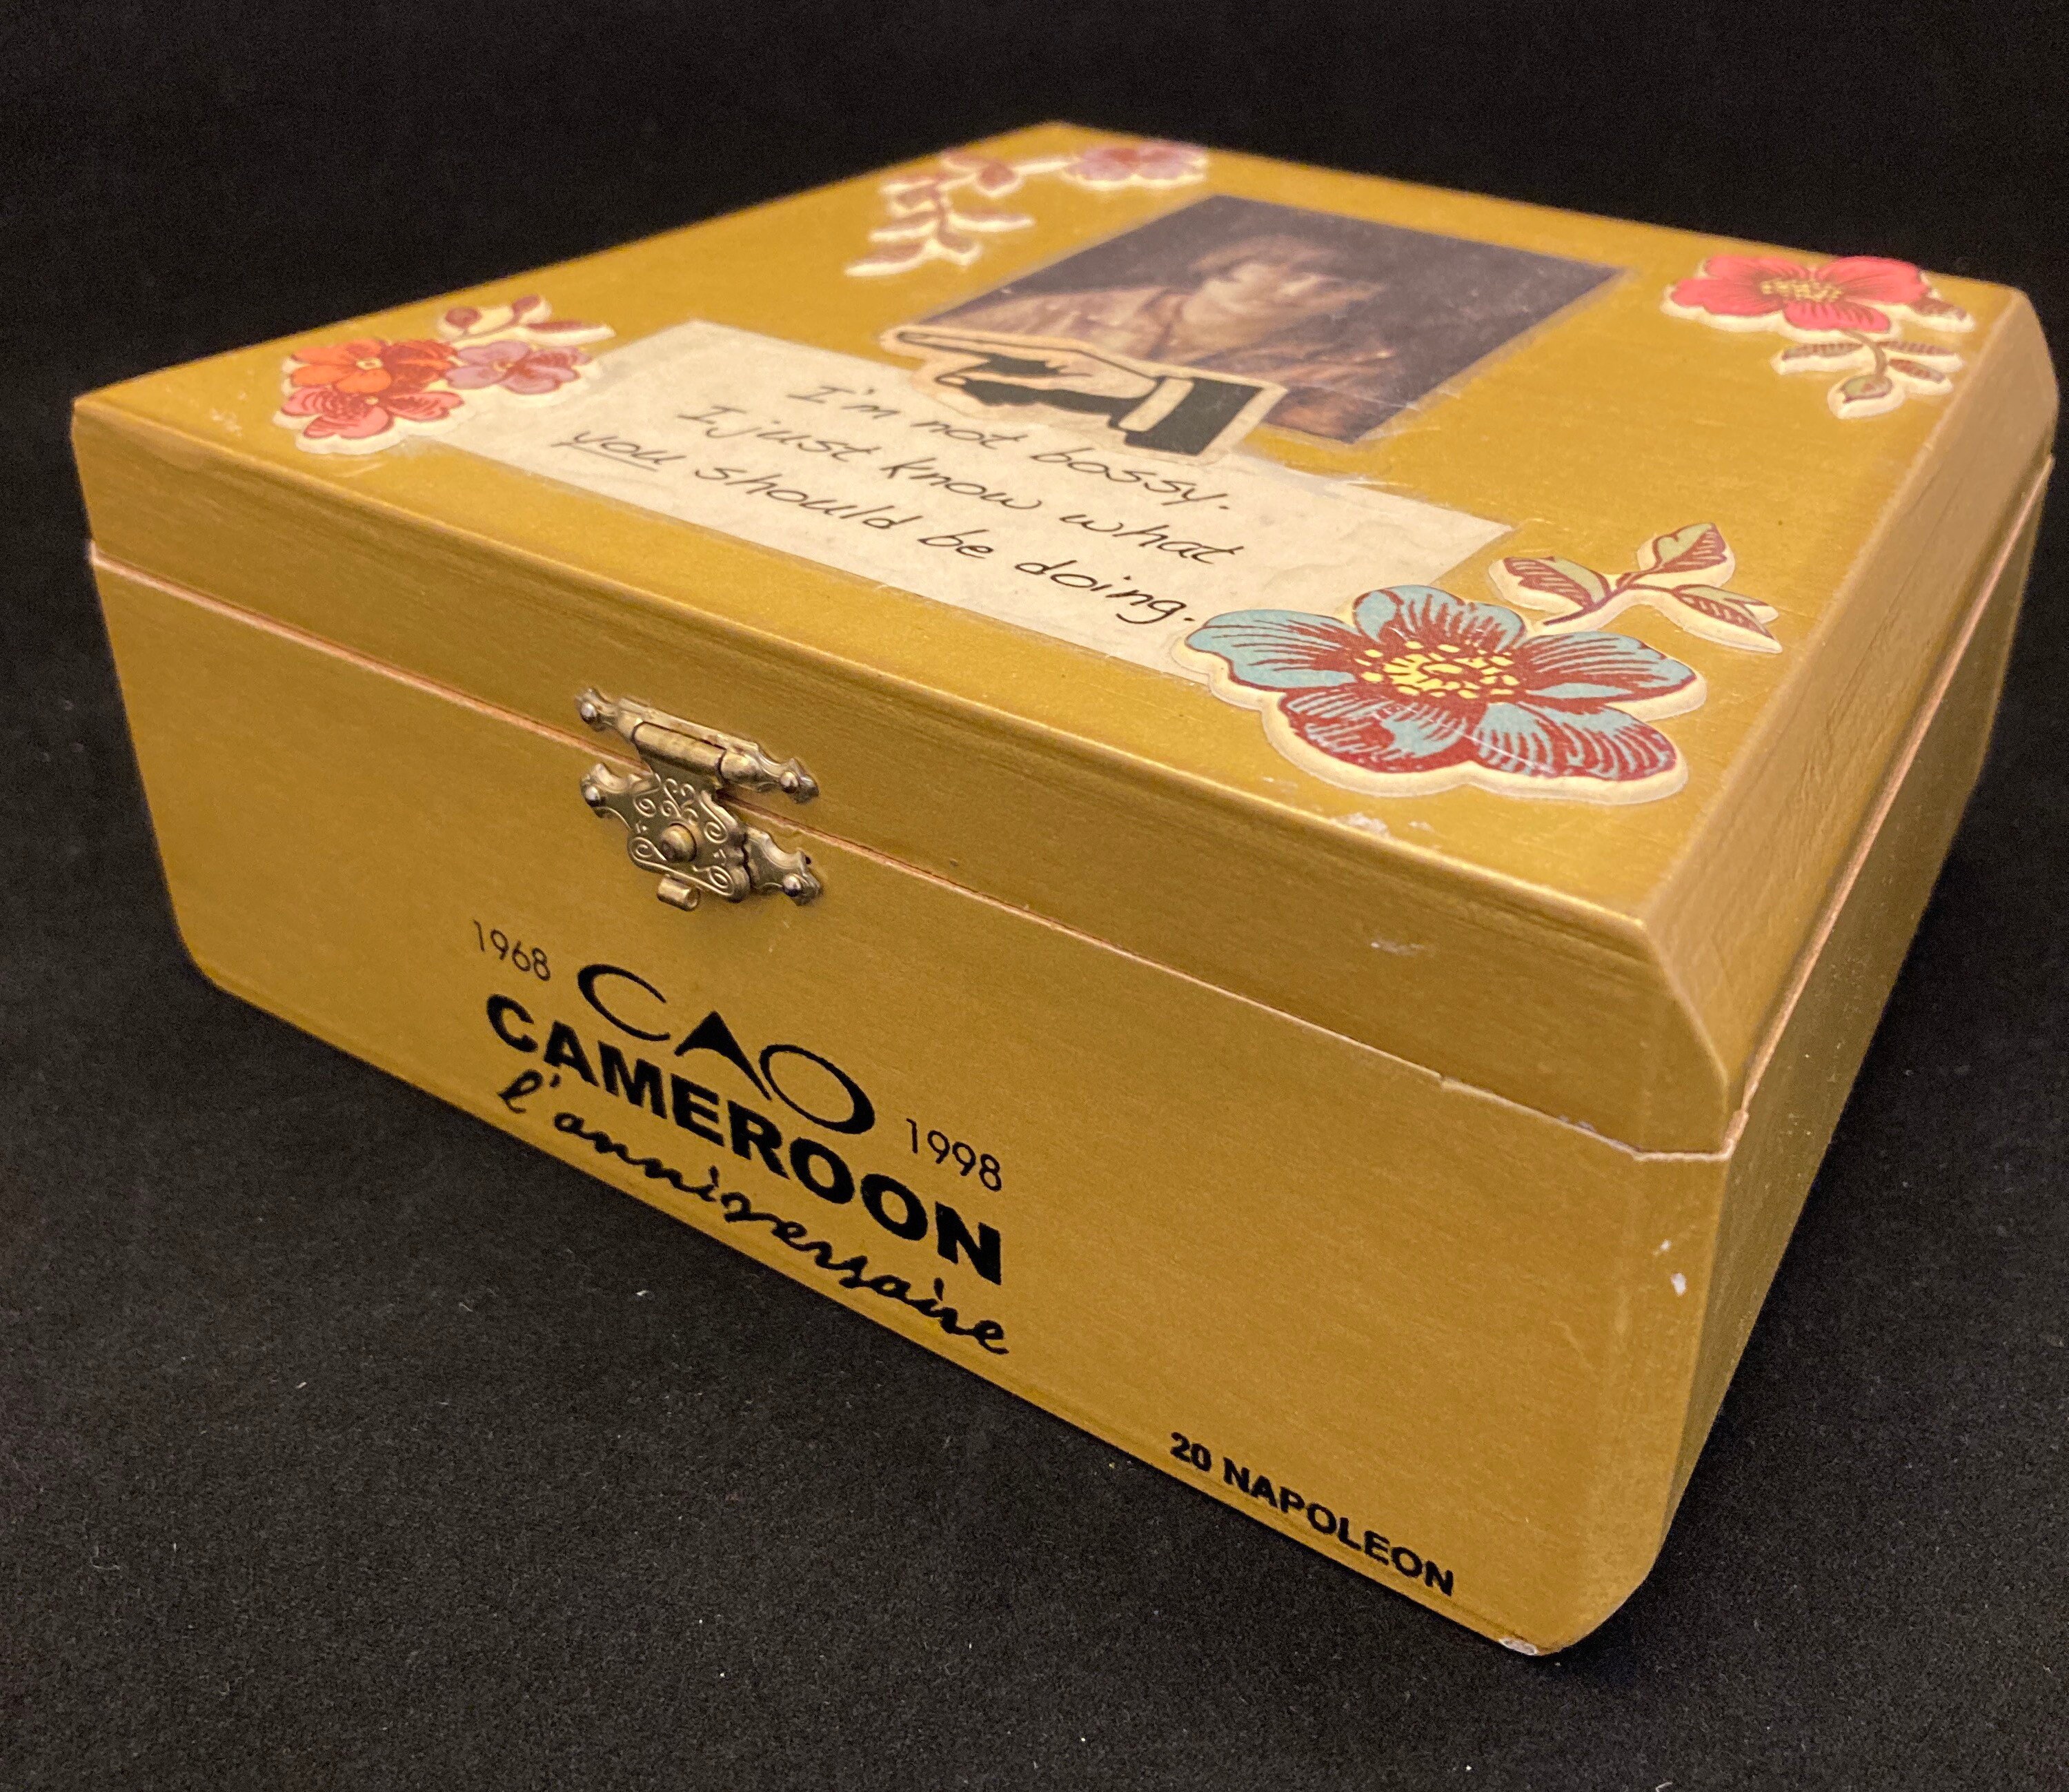 I'm not bossy.
I just know what
you should be doing.
1968 CAO 1998
CAMEROON
l'anniversaire
20 NAPOLEON